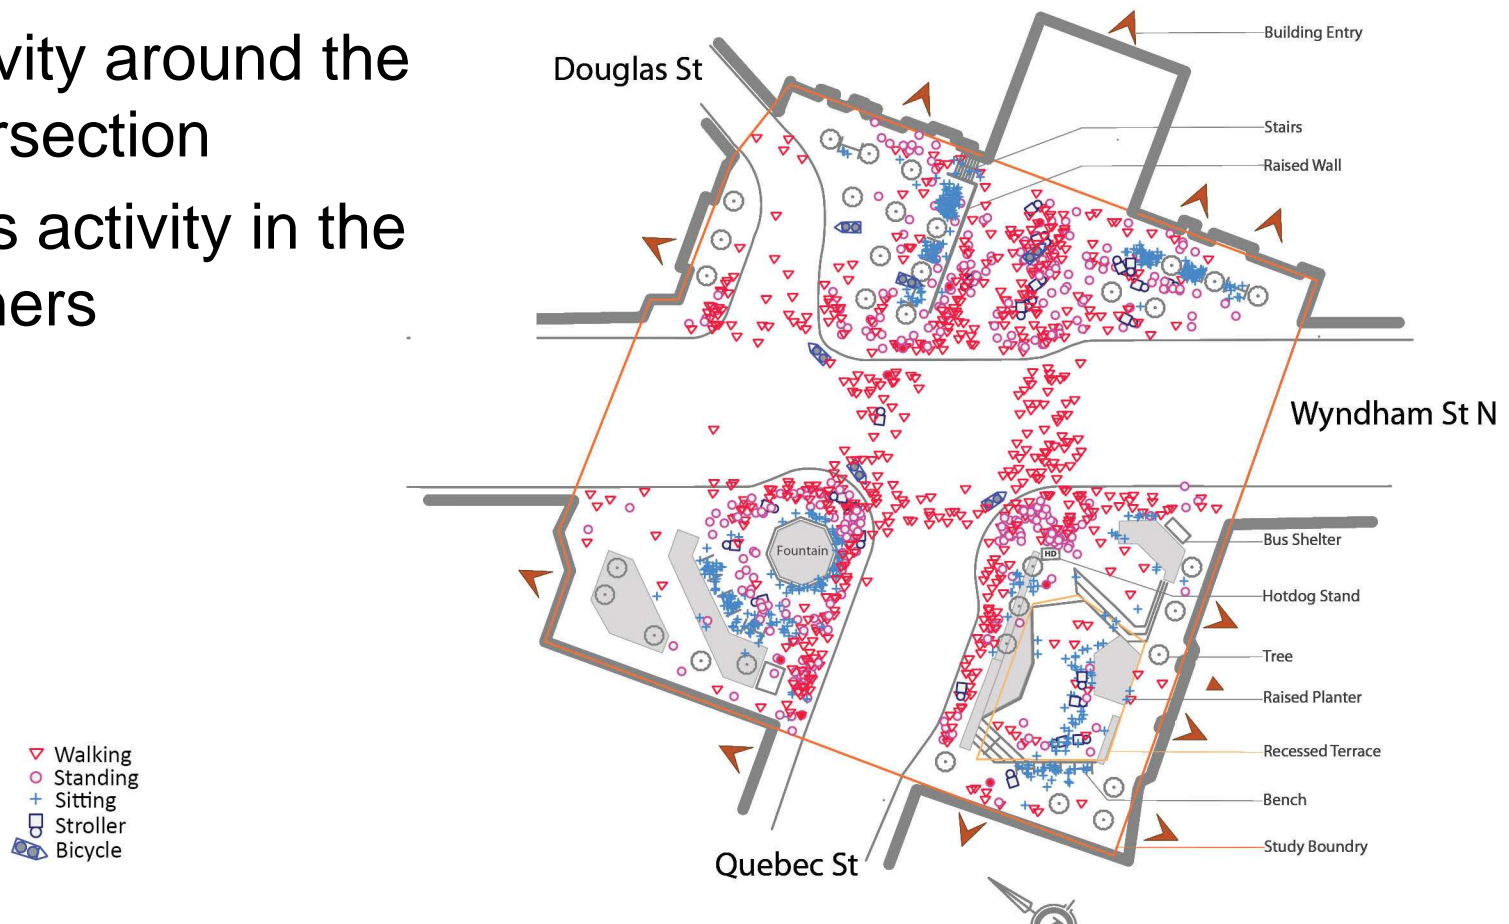 vity around the
rsection
s activity in the
ners
Douglas St
Building Entry
Stairs
Raised Wall
Wyndham St N
Fountain
HD
Bus Shelter
Hotdog Stand
Tree
Raised Planter
Recessed Terrace
Bench
Study Boundry
Quebec St
Walking
Standing
Sitting
Stroller
Bicycle